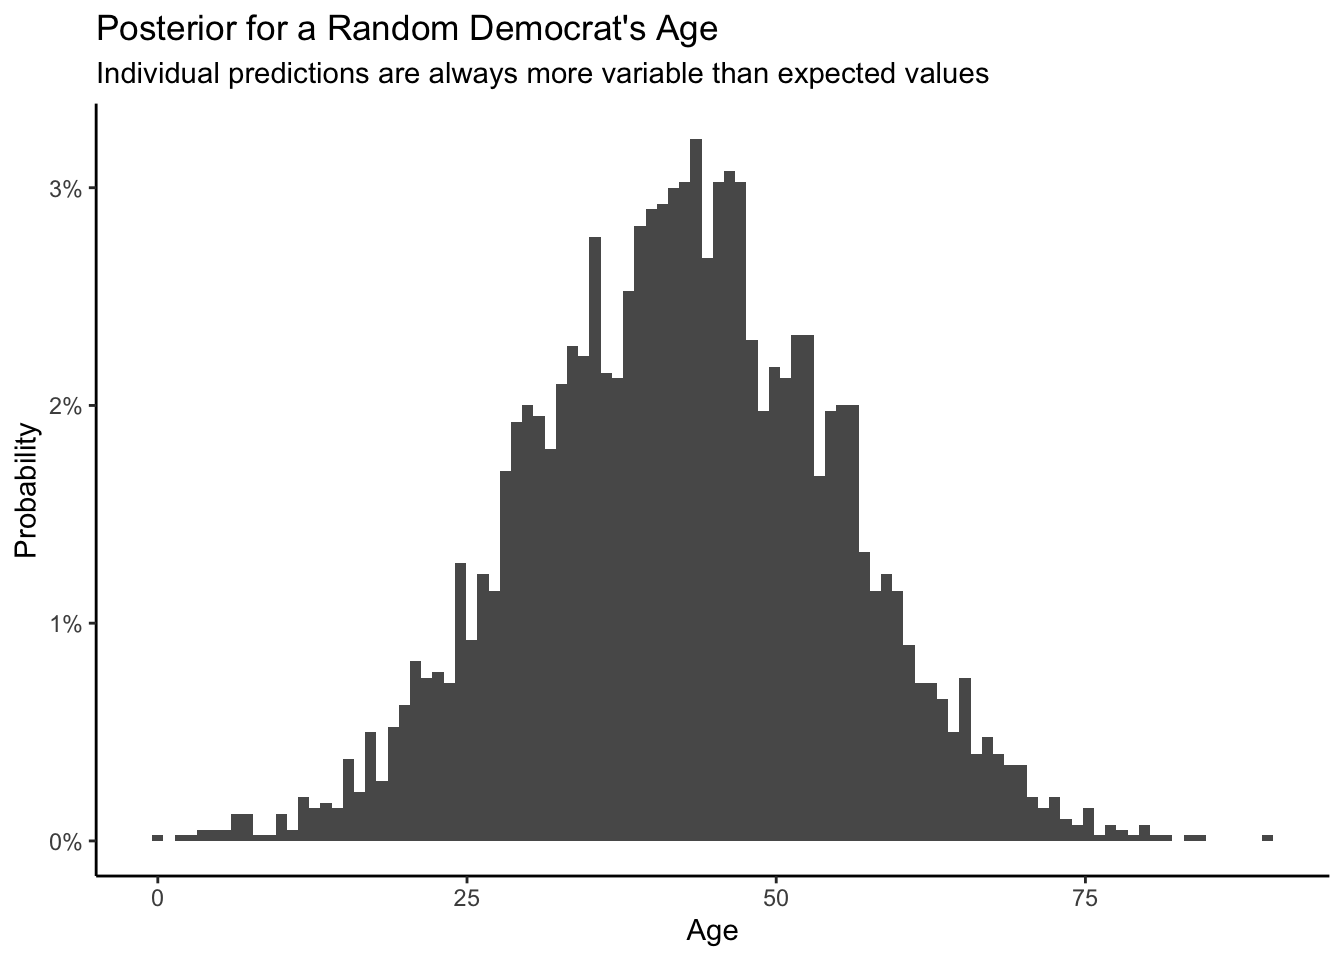 Posterior for a Random Democrat's Age
Individual predictions are always more variable than expected values
3%
2%
1%
0%
Probability
0
25
50
75
Age